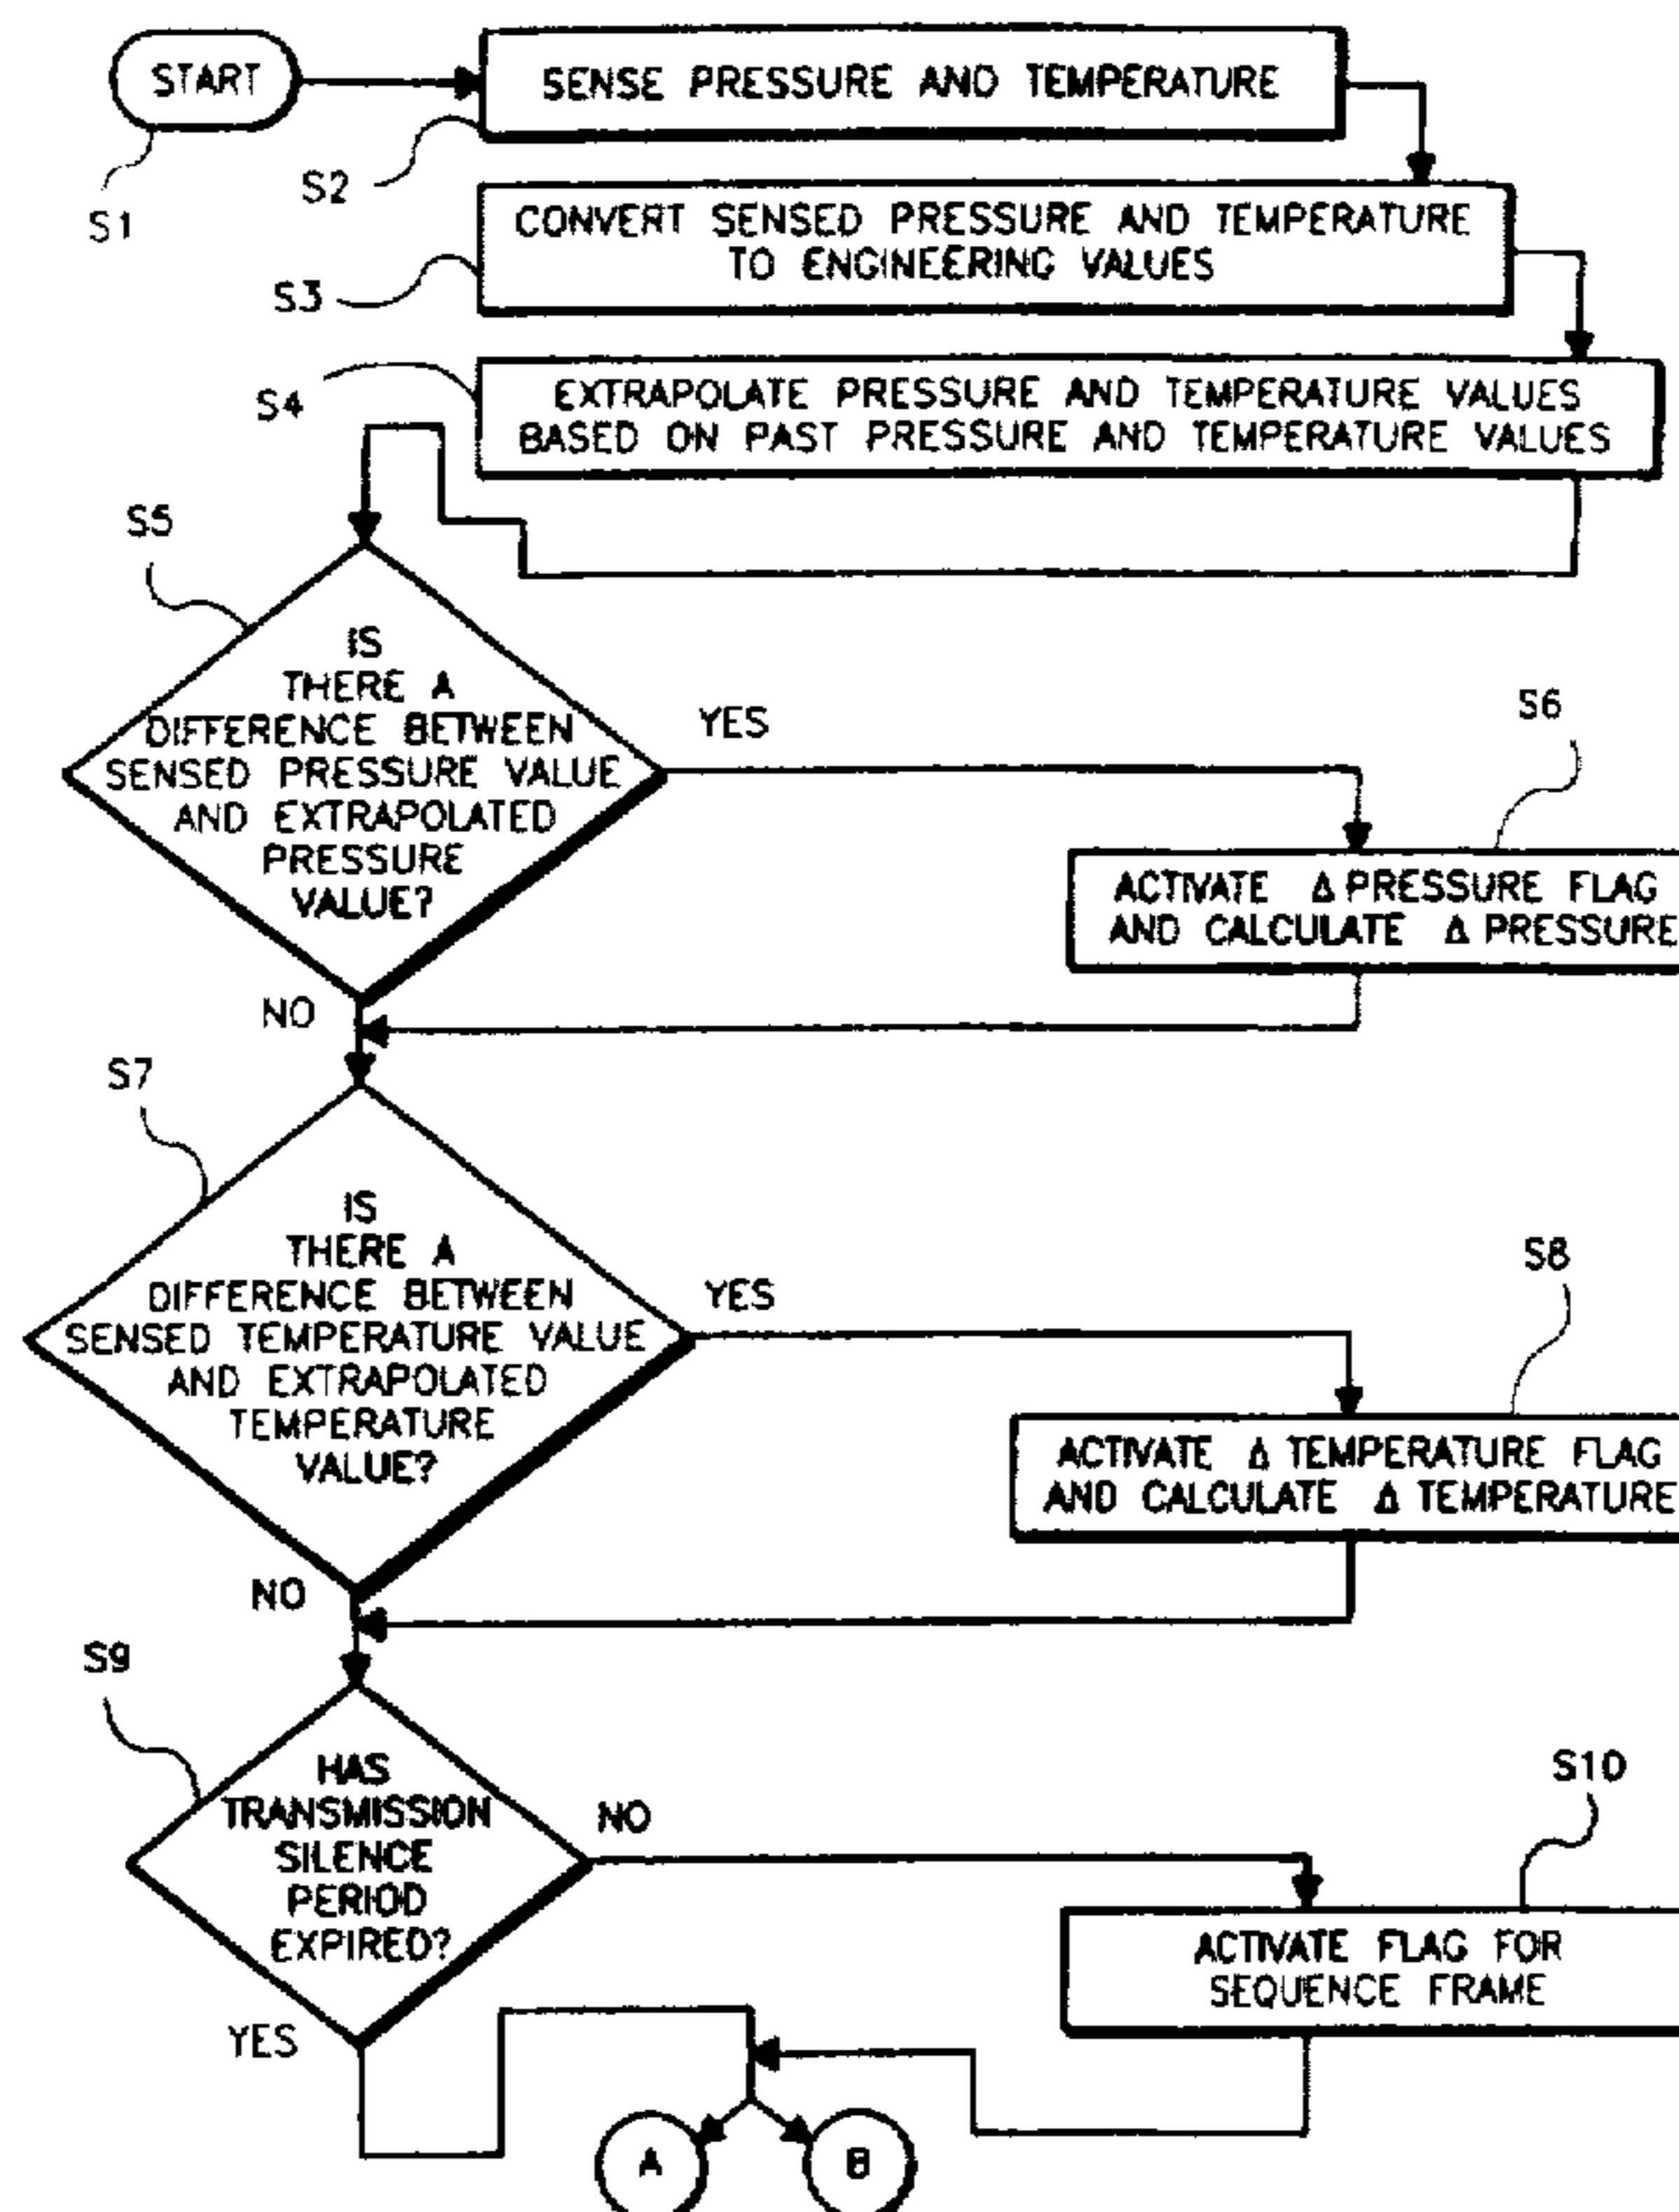 START
S1
SENSE PRESSURE AND TEMPERATURE
S2
CONVERT SENSED PRESSURE AND TEMPERATURE
TO ENGINEERING VALUES
S3
EXTRAPOLATE PRESSURE AND TEMPERATURE VALUES
BASED ON PAST PRESSURE AND TEMPERATURE VALUES
S4
S5
IS
THERE A
DIFFERENCE BETWEEN
SENSED PRESSURE VALUE
AND EXTRAPOLATED
PRESSURE
VALUE?
YES
NO
S6
ACTIVATE Δ PRESSURE FLAG
AND CALCULATE Δ PRESSURE
S7
IS
THERE A
DIFFERENCE BETWEEN
SENSED TEMPERATURE VALUE
AND EXTRAPOLATED
TEMPERATURE
VALUE?
YES
NO
S8
ACTIVATE Δ TEMPERATURE FLAG
AND CALCULATE Δ TEMPERATURE
S9
HAS
TRANSMISSION
SILENCE
PERIOD
EXPIRED?
NO
YES
S10
ACTIVATE FLAG FOR
SEQUENCE FRAME
A
B